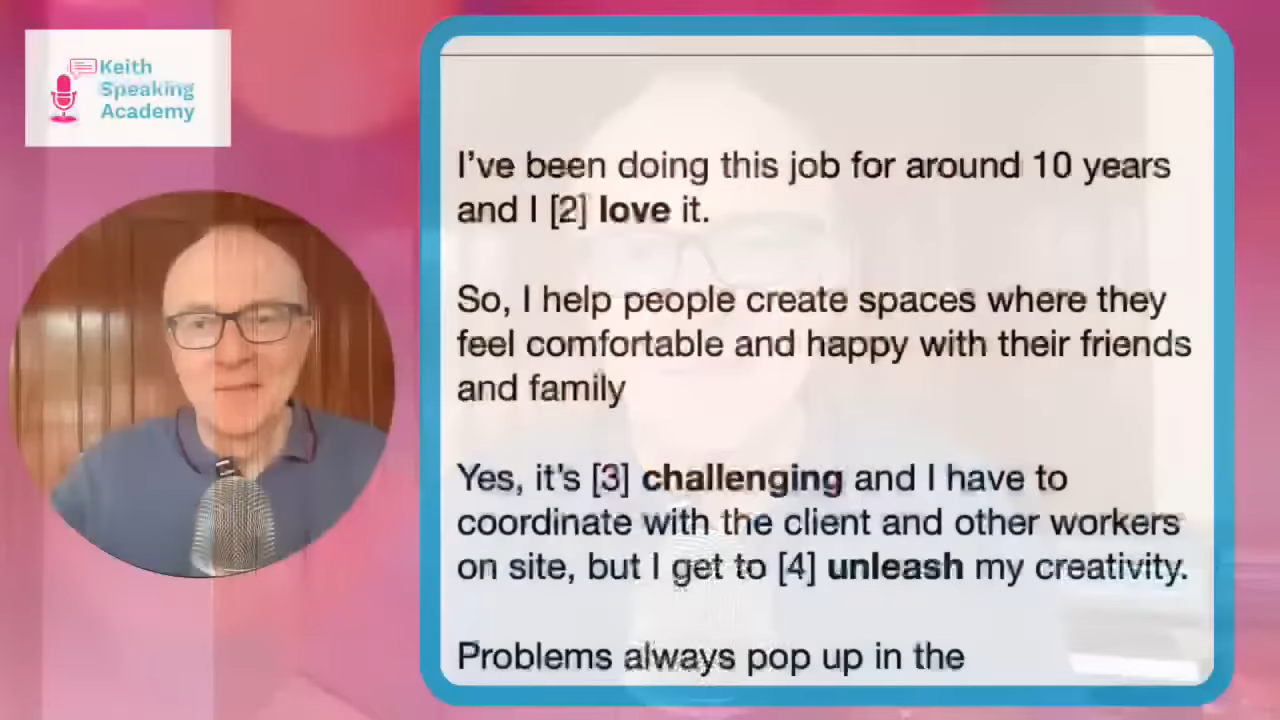 Keith
Speaking
Academy
I've been doing this job for around 10 years
and I [2] love it.
So, I help people create spaces where they
feel comfortable and happy with their friends
and family
Yes, it's [3] challenging and I have to
coordinate with the client and other workers
on site, but I get to [4] unleash my creativity.
Problems always pop up in the